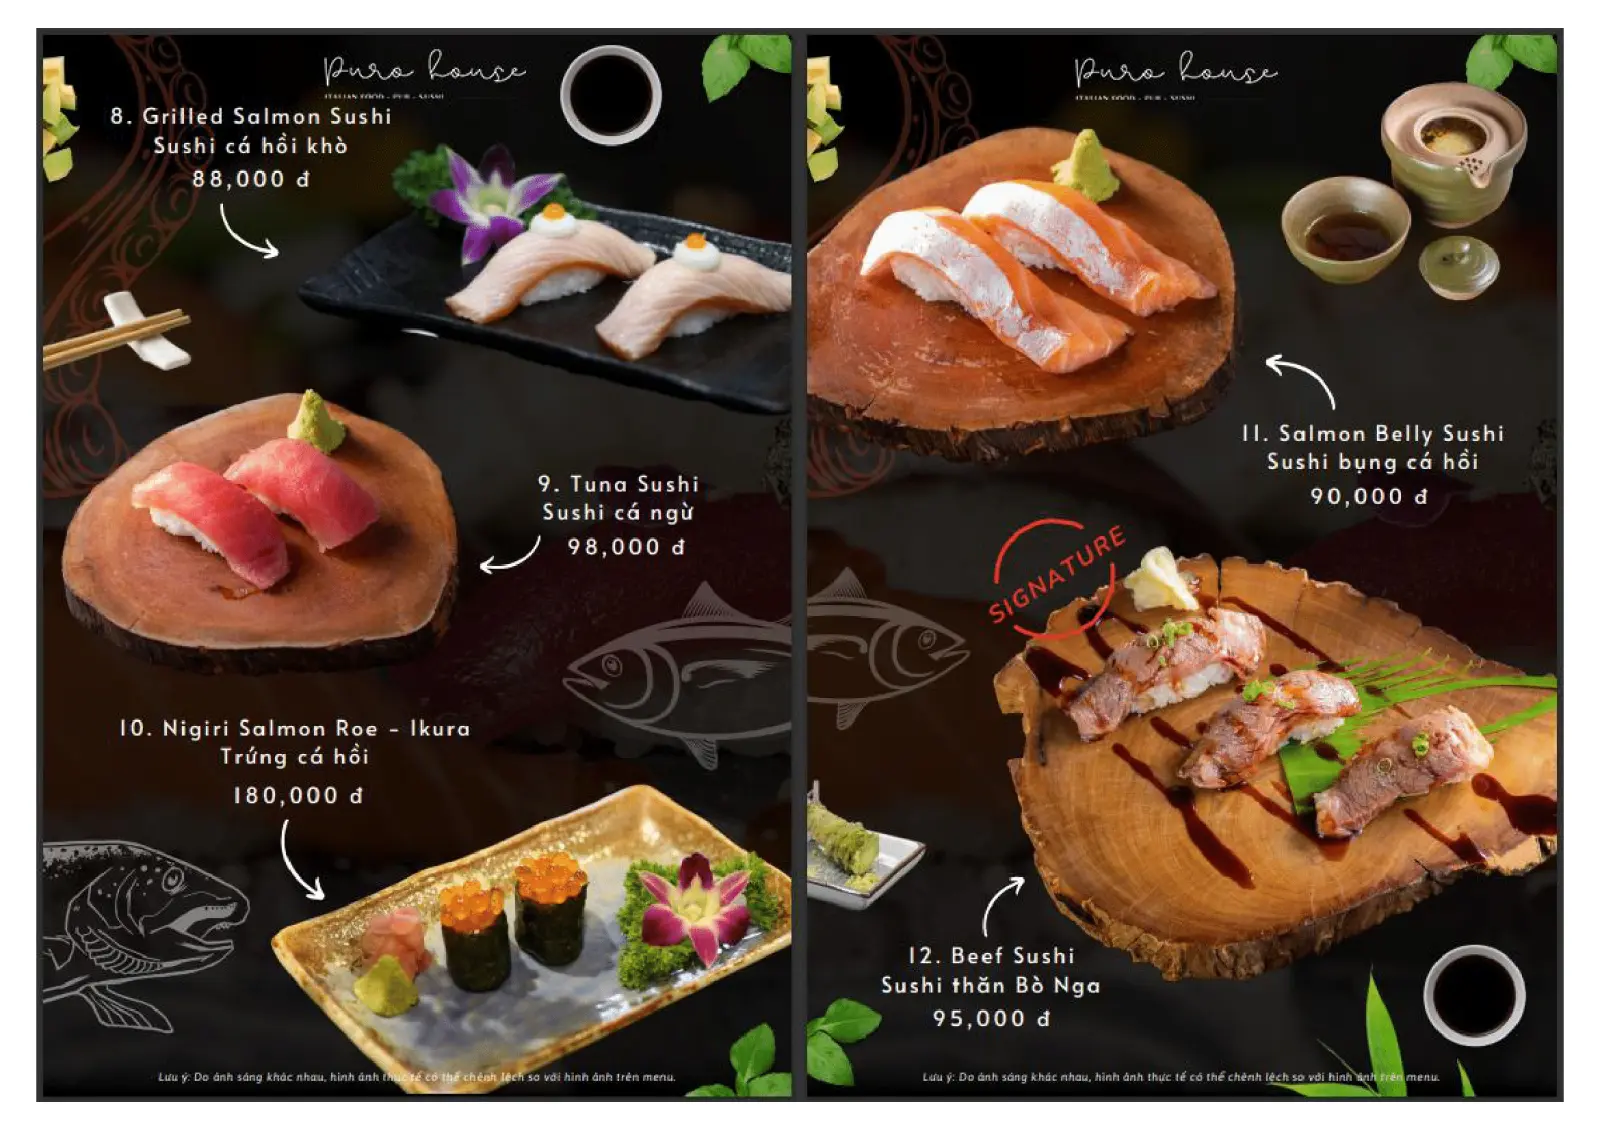 puro house
ITALIAN FOOD - PUB - SUSHI
8. Grilled Salmon Sushi
Sushi cá hồi khò
88,000 đ
9. Tuna Sushi
Sushi cá ngừ
98,000 đ
10. Nigiri Salmon Roe - Ikura
Trứng cá hồi
180,000 đ
Lưu ý: Do ánh sáng khác nhau, hình ảnh thực tế có thể chênh lệch so với hình ảnh trên menu.
puro house
ITALIAN FOOD - PUB - SUSHI
11. Salmon Belly Sushi
Sushi bụng cá hồi
90,000 đ
SIGNATURE
12. Beef Sushi
Sushi thăn Bò Nga
95,000 đ
Lưu ý: Do ánh sáng khác nhau, hình ảnh thực tế có thể chênh lệch so với hình ảnh trên menu.